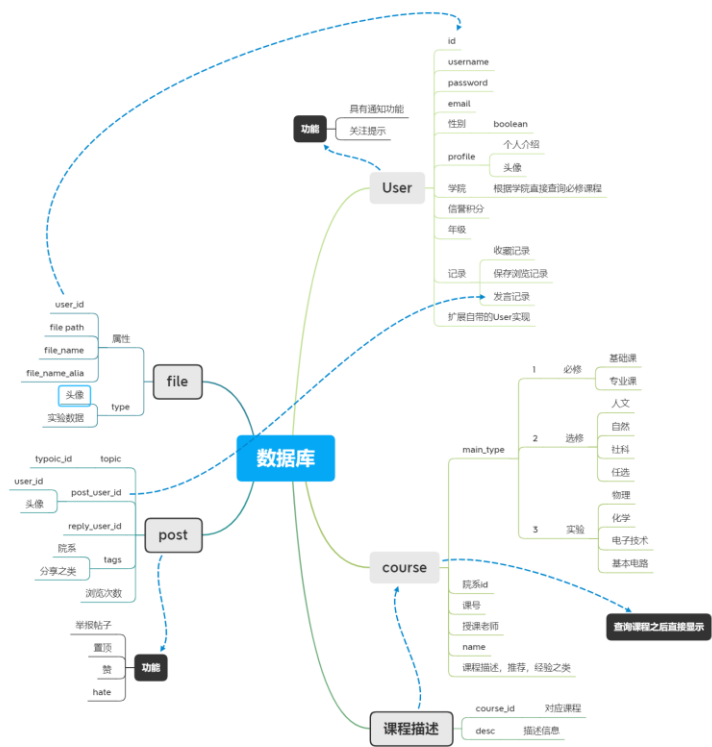 数据库
User
id
username
password
email
性别 boolean
profile
个人介绍
头像
学院 根据学院直接查询必修课程
信誉积分
年级
记录
收藏记录
保存浏览记录
发言记录
扩展自带的User实现
功能
具有通知功能
关注提示
file
属性
user_id
file path
file_name
file_name_alia
type
头像
实验数据
post
typoic_id topic
post_user_id
user_id
头像
reply_user_id
tags
院系
分享之类
浏览次数
功能
举报帖子
置顶
赞
hate
course
main_type
1 必修
基础课
专业课
2 选修
人文
自然
社科
任选
3 实验
物理
化学
电子技术
基本电路
院系id
课号
授课老师
name
课程描述，推荐，经验之类
查询课程之后直接显示
课程描述
course_id 对应课程
desc 描述信息